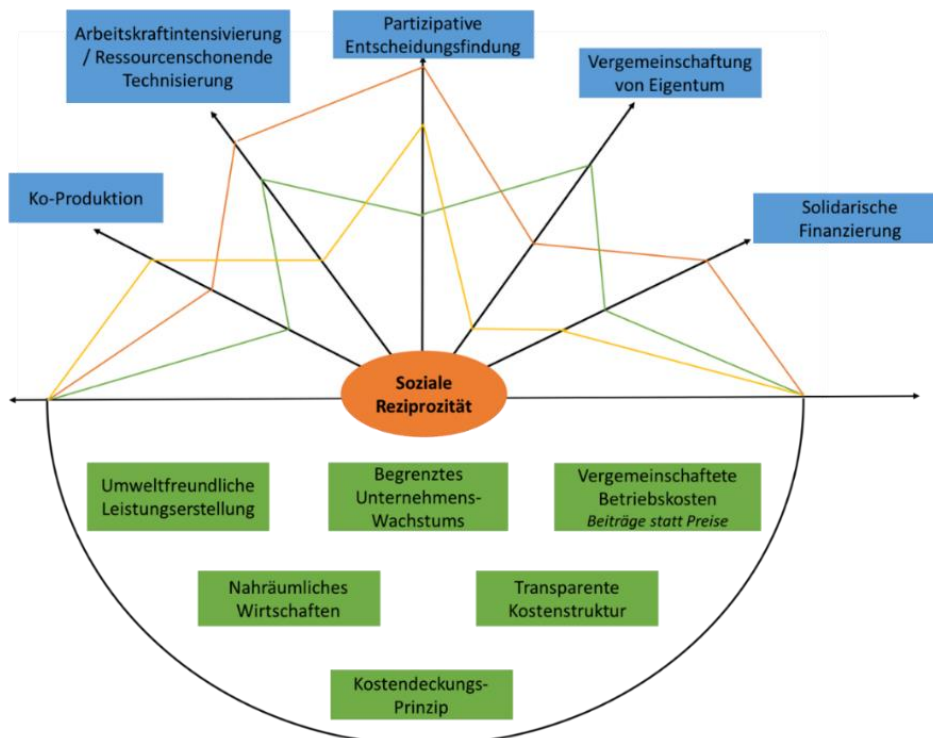 Arbeitskraftintensivierung
/ Ressourcenschonende
Technisierung
Partizipative
Entscheidungsfindung
Vergemeinschaftung
von Eigentum
Ko-Produktion
Solidarische
Finanzierung
Soziale
Reziprozität
Umweltfreundliche
Leistungserstellung
Begrenztes
Unternehmens-
Wachstums
Vergemeinschaftete
Betriebskosten
Beiträge statt Preise
Nahräumliches
Wirtschaften
Transparente
Kostenstruktur
Kostendeckungs-
Prinzip